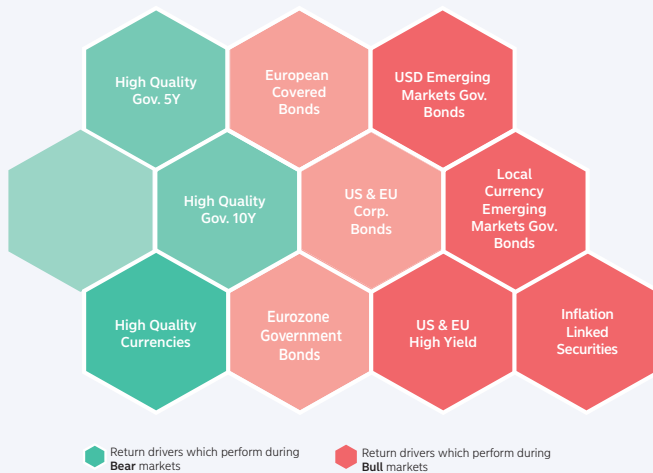 High Quality
Gov. 5Y
European
Covered
Bonds
USD Emerging
Markets Gov.
Bonds
High Quality
Gov. 10Y
US & EU
Corp.
Bonds
Local
Currency
Emerging
Markets Gov.
Bonds
High Quality
Currencies
Eurozone
Government
Bonds
US & EU
High Yield
Inflation
Linked
Securities
Return drivers which perform during
Bear markets
Return drivers which perform during
Bull markets